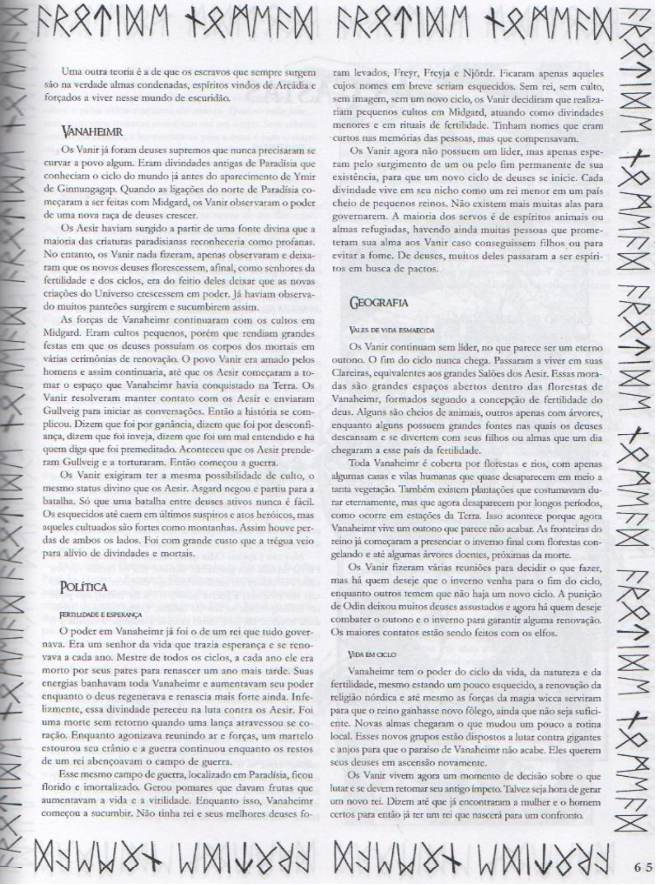 Uma outra teoria é a de que os escravos que sempre surgem
são na verdade almas condenadas, espíritos vindos de Arcádia e
forçados a viver nesse mundo de escuridão.
VANAHEIMR
Os Vanir já foram deuses supremos que nunca precisaram se
curvar a povo algum. Eram divindades antigas de Paradísia que
conheciam o ciclo do mundo já antes do aparecimento de Ymir
de Ginnungagap. Quando as ligações do norte de Paradísia co-
meçaram a ser feitas com Midgard, os Vanir observaram o poder
de uma nova raça de deuses crescer.
Os Aesir haviam surgido a partir de uma fonte divina que a
maioria das criaturas paradisianas reconheceria como profanas.
No entanto, os Vanir nada fizeram, apenas observaram e deixa-
ram que os novos deuses florescessem, afinal, como senhores da
fertilidade e dos ciclos, era do feitio deles deixar que as novas
criações do Universo crescessem em poder. Já haviam observa-
do muitos panteões surgirem e sucumbirem assim.
As forças de Vanaheimr continuaram com os cultos em
Midgard. Eram cultos pequenos, porém que rendiam grandes
festas em que os deuses possuíam os corpos dos mortais em
várias cerimônias de renovação. O povo Vanir era amado pelos
homens e assim continuaria, até que os Aesir começaram a to-
mar o espaço que Vanaheimr havia conquistado na Terra. Os
Vanir resolveram manter contato com os Aesir e enviaram
Gullveig para iniciar as conversações. Então a história se com-
plicou. Dizem que foi por ganância, dizem que foi por desconfi-
ança, dizem que foi inveja, dizem que foi um mal entendido e há
quem diga que foi premeditado. Aconteceu que os Aesir prende-
ram Gullveig e a torturaram. Então começou a guerra.
Os Vanir exigiram ter a mesma possibilidade de culto, o
mesmo status divino que os Aesir. Asgard negou e partiu para a
batalha. Só que uma batalha entre deuses ativos nunca é fácil.
Os esquecidos até caem em últimos suspiros e atos heróicos, mas
aqueles cultuados são fortes como montanhas. Assim houve per-
das de ambos os lados. Foi com grande custo que a trégua veio
para alívio de divindades e mortais.
POLÍTICA
FERTILIDADE E ESPERANÇA
O poder em Vanaheimr já foi o de um rei que tudo gover-
nava. Era um senhor da vida que trazia esperança e se reno-
vava a cada ano. Mestre de todos os ciclos, a cada ano ele era
morto por seus pares para renascer um ano mais tarde. Suas
energias banhavam toda Vanaheimr e aumentavam seu poder
enquanto o deus regenerava e renascia mais forte ainda. Infe-
lizmente, essa divindade pereceu na luta contra os Aesir. Foi
uma morte sem retorno quando uma lança atravessou se co-
ração. Enquanto agonizava reunindo ar e forças, um martelo
estourou seu crânio e a guerra continuou enquanto os restos
de um rei abençoavam o campo de guerra.
Esse mesmo campo de guerra, localizado em Paradísia, ficou
florido e imortalizado. Gerou pomares que davam frutas que
aumentavam a vida e a virilidade. Enquanto isso, Vanaheimr
começou a sucumbir. Não tinha rei e seus melhores deuses fo-
ram levados, Freyr, Freyja e Njördr. Ficaram apenas aqueles
cujos nomes em breve seriam esquecidos. Sem rei, sem culto,
sem imagem, sem um novo ciclo, os Vanir decidiram que realiza-
riam pequenos cultos em Midgard, atuando como divindades
menores e em rituais de fertilidade. Tinham nomes que eram
curtos nas memórias das pessoas, mas que compensavam.
Os Vanir agora não possuem um líder, mas apenas espe-
ram pelo surgimento de um ou pelo fim permanente de sua
existência, para que um novo ciclo de deuses se inicie. Cada
divindade vive em seu nicho como um rei menor em um país
cheio de pequenos reinos. Não existem mais muitas alas para
governarem. A maioria dos servos é de espíritos animais ou
almas refugiadas, havendo ainda muitas pessoas que prome-
teram sua alma aos Vanir caso conseguissem filhos ou para
evitar a fome. De deuses, muitos deles passaram a ser espíri-
tos em busca de pactos.
GEOGRAFIA
VALES DE VIDA ESMAECIDA
Os Vanir continuam sem líder, no que parece ser um eterno
outono. O fim do ciclo nunca chega. Passaram a viver em suas
Clareiras, equivalentes aos grandes Salões dos Aesir. Essas mora-
das são grandes espaços abertos dentro das florestas de
Vanaheimr, formados segundo a concepção de fertilidade do
deus. Alguns são cheios de animais, outros apenas com árvores,
enquanto alguns possuem grandes fontes nas quais os deuses
descansam e se divertem com seus filhos ou almas que um dia
chegaram a esse país da fertilidade.
Toda Vanaheimr é coberta por florestas e rios, com apenas
algumas casas e vilas humanas que quase desaparecem em meio a
tanta vegetação. Também existem plantações que costumavam du-
rar eternamente, mas que agora desaparecem por longos períodos,
como ocorre em estações da Terra. Isso acontece porque agora
Vanaheimr vive um outono que parece não acabar. As fronteiras do
reino já começaram a presenciar o inverno final com florestas con-
gelando e até algumas árvores doentes, próximas da morte.
Os Vanir fizeram várias reuniões para decidir o que fazer,
mas há quem deseje que o inverno venha para o fim do ciclo,
enquanto outros temem que não haja um novo ciclo. A punição
de Odin deixou muitos deuses assustados e agora há quem deseje
combater o outono e o inverno para garantir alguma renovação.
Os maiores contatos estão sendo feitos com os elfos.
VIDA EM CICLO
Vanaheimr tem o poder do ciclo da vida, da natureza e da
fertilidade, mesmo estando um pouco esquecido, a renovação da
religião nórdica e até mesmo as forças da magia wicca serviram
para que o reino ganhasse novo fôlego, ainda que não seja sufici-
ente. Novas almas chegaram o que mudou um pouco a rotina
local. Esses novos grupos estão dispostos a lutar contra gigantes
e anjos para que o paraíso de Vanaheimr não acabe. Eles querem
seus deuses em ascensão novamente.
Os Vanir vivem agora um momento de decisão sobre o que
lutar e se devem retomar seu antigo ímpeto. Talvez seja hora de gerar
um novo rei. Dizem até que já encontraram a mulher e o homem
certos para então já ter um rei que nascerá para um confronto.
65